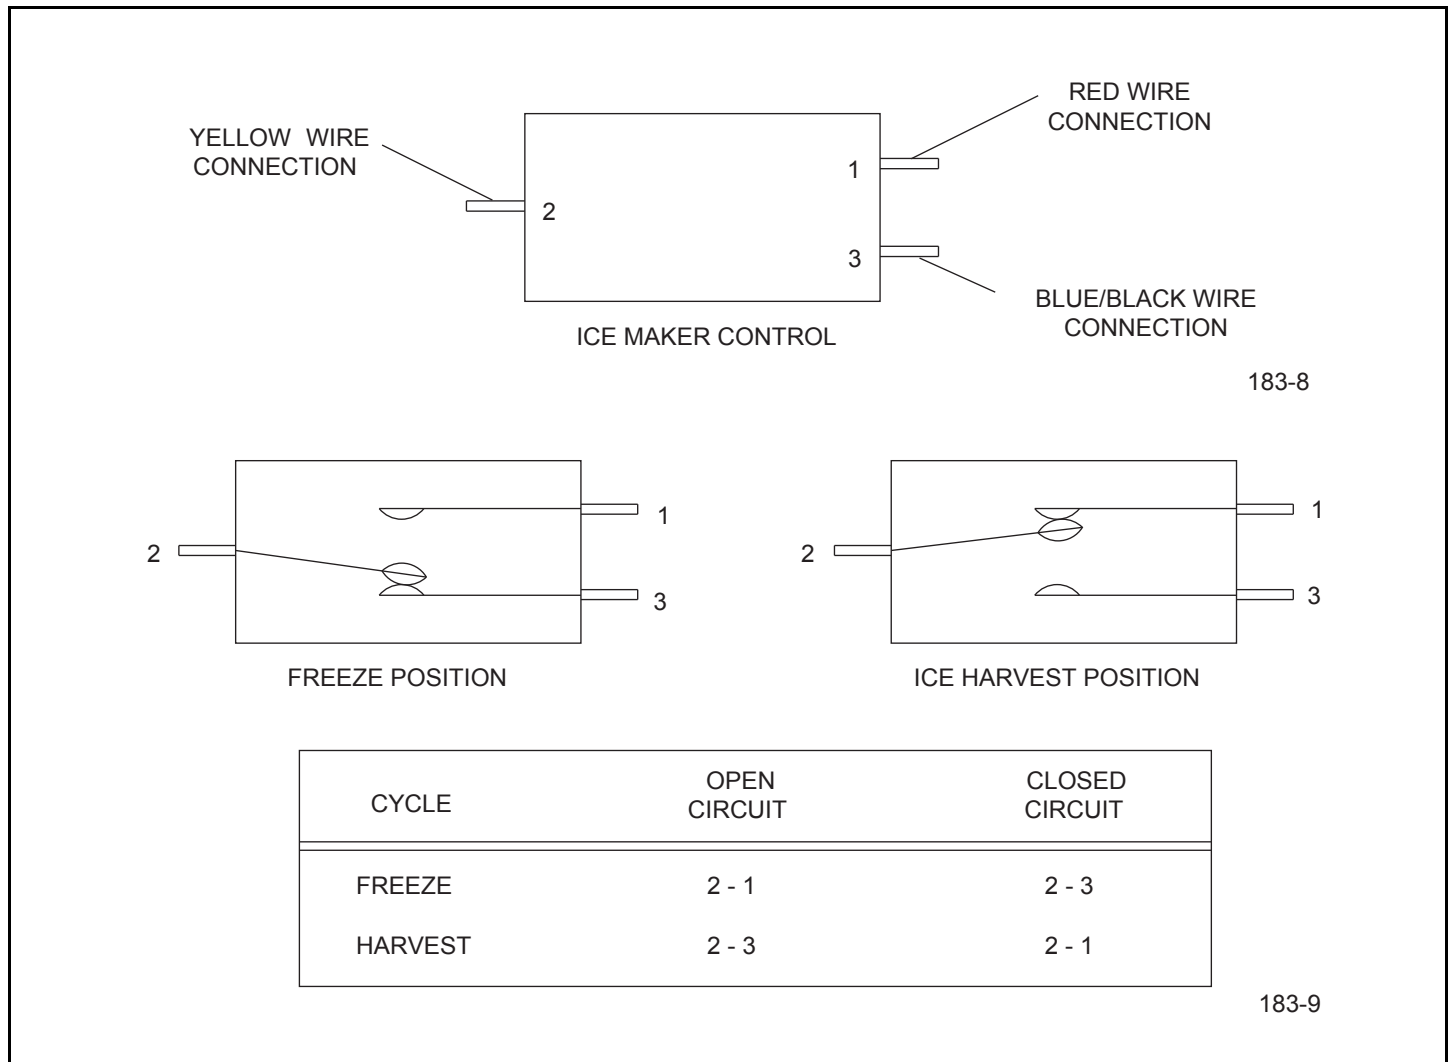 RED WIRE
CONNECTION
YELLOW WIRE
CONNECTION
1
2
3
BLUE/BLACK WIRE
CONNECTION
ICE MAKER CONTROL
183-8
1
2
3
FREEZE POSITION
1
2
3
ICE HARVEST POSITION
CYCLE
OPEN
CIRCUIT
CLOSED
CIRCUIT
FREEZE 2 - 1 2 - 3
HARVEST 2 - 3 2 - 1
183-9